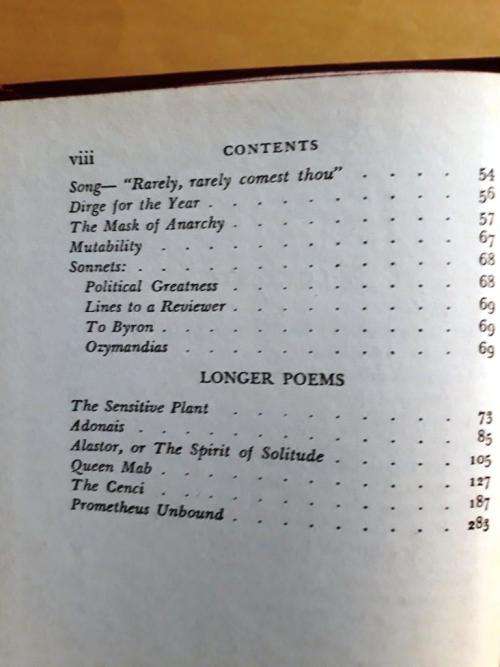 viii CONTENTS
Song— "Rarely, rarely comest thou" . . . . 54
Dirge for the Year . . . . . . . . . 56
The Mask of Anarchy . . . . . . . . 57
Mutability . . . . . . . . . . 67
Sonnets: . . . . . . . . . . . 68
Political Greatness . . . . . . . . 68
Lines to a Reviewer . . . . . . . . 69
To Byron . . . . . . . . . . 69
Ozymandias . . . . . . . . . . 69
LONGER POEMS
The Sensitive Plant . . . . . . . . 73
Adonais . . . . . . . . . . . 85
Alastor, or The Spirit of Solitude . . . . . 105
Queen Mab . . . . . . . . . . 127
The Cenci . . . . . . . . . . 187
Prometheus Unbound . . . . . . . . 283